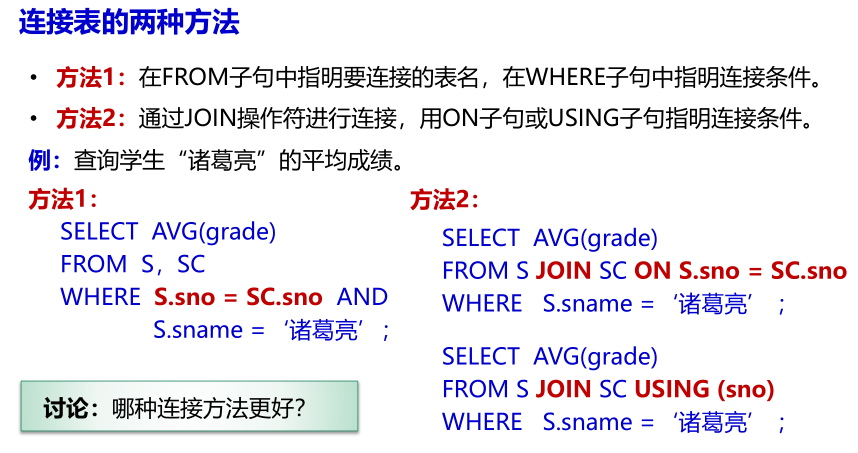 连接表的两种方法
• 方法1：在FROM子句中指明要连接的表名，在WHERE子句中指明连接条件。
• 方法2：通过JOIN操作符进行连接，用ON子句或USING子句指明连接条件。
例：查询学生“诸葛亮”的平均成绩。
方法1：
SELECT AVG(grade)
FROM S，SC
WHERE S.sno = SC.sno AND
S.sname =‘诸葛亮’；
方法2：
SELECT AVG(grade)
FROM S JOIN SC ON S.sno = SC.sno
WHERE S.sname =‘诸葛亮’ ；
SELECT AVG(grade)
FROM S JOIN SC USING (sno)
WHERE S.sname =‘诸葛亮’ ；
讨论：哪种连接方法更好？